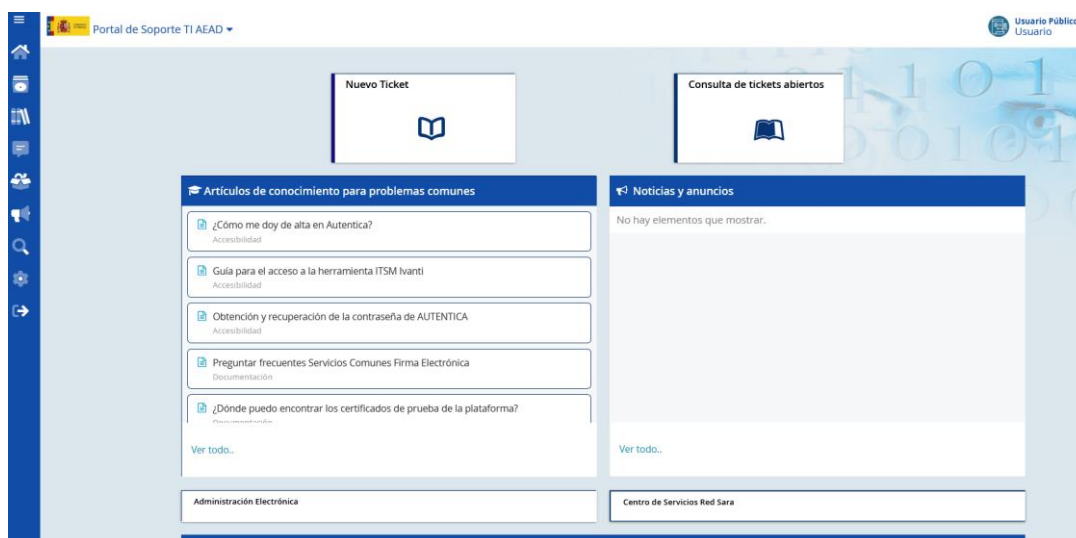 Portal de Soporte TI AEAD
Usuario Público
Usuario
Nuevo Ticket
Consulta de tickets abiertos
Artículos de conocimiento para problemas comunes
¿Cómo me doy de alta en Autentica?
Accesibilidad
Guía para el acceso a la herramienta ITSM Ivanti
Accesibilidad
Obtención y recuperación de la contraseña de AUTENTICA
Accesibilidad
Preguntar frecuentes Servicios Comunes Firma Electrónica
Documentación
¿Dónde puedo encontrar los certificados de prueba de la plataforma?
Documentación
Ver todo..
Noticias y anuncios
No hay elementos que mostrar.
Ver todo..
Administración Electrónica
Centro de Servicios Red Sara